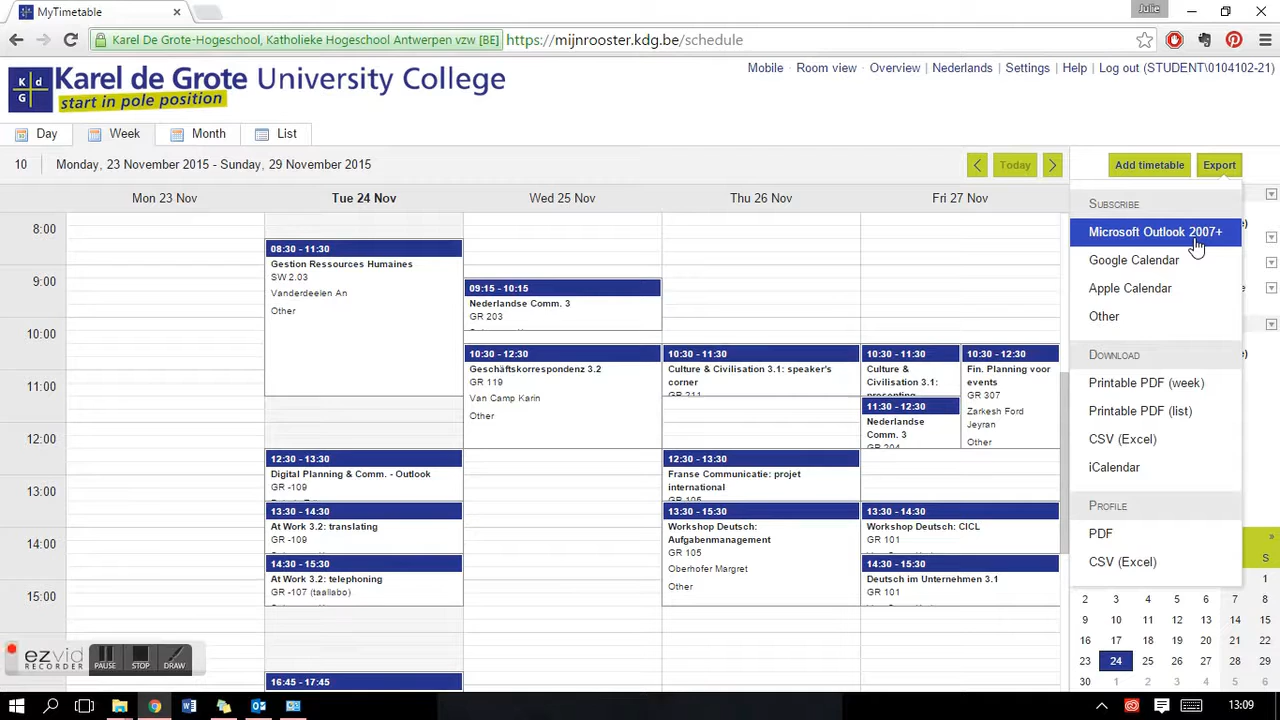 MyTimetable
Julie
Karel De Grote-Hogeschool, Katholieke Hogeschool Antwerpen vzw [BE]
https://mijnrooster.kdg.be/schedule
K d
G
Karel de Grote University College
start in pole position
Mobile · Room view · Overview | Nederlands | Settings | Help | Log out (STUDENT\0104102-21)
Day
Week
Month
List
10
Monday, 23 November 2015 - Sunday, 29 November 2015
Today
Add timetable
Export
Mon 23 Nov
Tue 24 Nov
Wed 25 Nov
Thu 26 Nov
Fri 27 Nov
8:00
9:00
10:00
11:00
12:00
13:00
14:00
15:00
08:30 - 11:30
Gestion Ressources Humaines
SW 2.03
Vanderdeelen An
Other
12:30 - 13:30
Digital Planning & Comm. - Outlook
GR -109
13:30 - 14:30
At Work 3.2: translating
GR -109
14:30 - 15:30
At Work 3.2: telephoning
GR -107 (taallabo)
16:45 - 17:45
09:15 - 10:15
Nederlandse Comm. 3
GR 203
10:30 - 12:30
Geschäftskorrespondenz 3.2
GR 119
Van Camp Karin
Other
10:30 - 11:30
Culture & Civilisation 3.1: speaker's
corner
GR 211
12:30 - 13:30
Franse Communicatie: projet
international
GR 105
13:30 - 15:30
Workshop Deutsch:
Aufgabenmanagement
GR 105
Oberhofer Margret
Other
10:30 - 11:30
Culture &
Civilisation 3.1:
presenting
11:30 - 12:30
Nederlandse
Comm. 3
GR 204
10:30 - 12:30
Fin. Planning voor
events
GR 307
Zarkesh Ford
Jeyran
Other
13:30 - 14:30
Workshop Deutsch: CICL
GR 101
14:30 - 15:30
Deutsch im Unternehmen 3.1
GR 101
Subscribe
Microsoft Outlook 2007+
Google Calendar
Apple Calendar
Other
Download
Printable PDF (week)
Printable PDF (list)
CSV (Excel)
iCalendar
Profile
PDF
CSV (Excel)
»
S
1
2 3 4 5 6 7 8
9 10 11 12 13 14 15
16 17 18 19 20 21 22
23 24 25 26 27 28 29
30 1 2 3 4 5 6
ezvid
RECORDER
PAUSE
STOP
DRAW
13:09